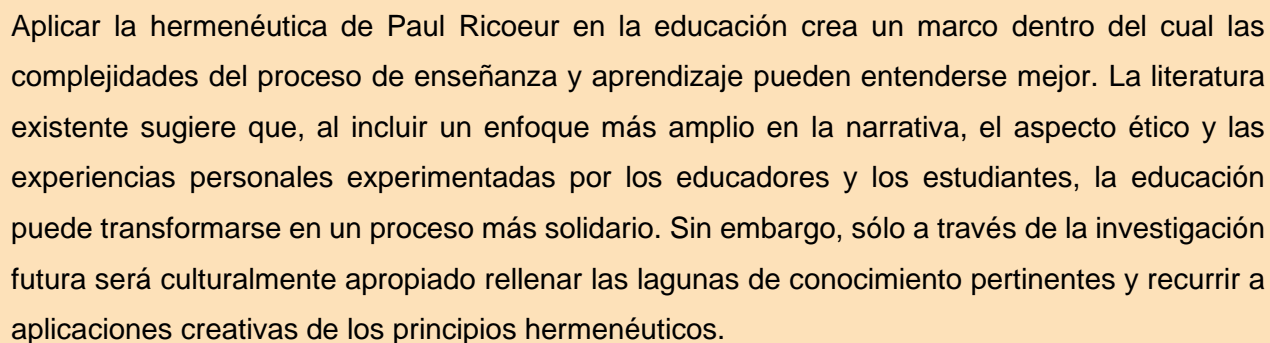 Aplicar la hermenéutica de Paul Ricoeur en la educación crea un marco dentro del cual las
complejidades del proceso de enseñanza y aprendizaje pueden entenderse mejor. La literatura
existente sugiere que, al incluir un enfoque más amplio en la narrativa, el aspecto ético y las
experiencias personales experimentadas por los educadores y los estudiantes, la educación
puede transformarse en un proceso más solidario. Sin embargo, sólo a través de la investigación
futura será culturalmente apropiado rellenar las lagunas de conocimiento pertinentes y recurrir a
aplicaciones creativas de los principios hermenéuticos.